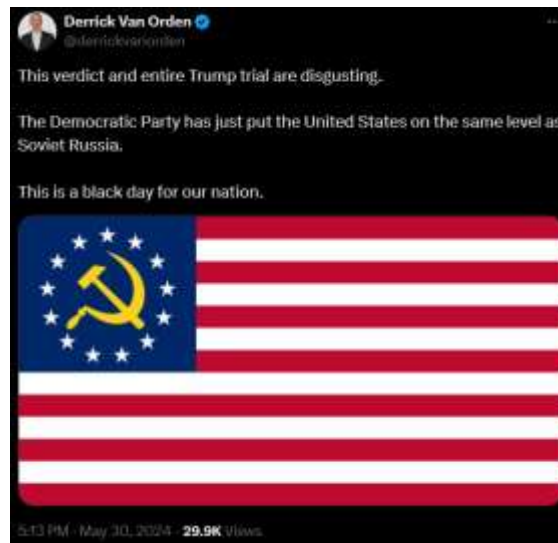 Derrick Van Orden
@derrickvanorden
This verdict and entire Trump trial are disgusting.
The Democratic Party has just put the United States on the same level as
Soviet Russia.
This is a black day for our nation.
5:13 PM · May 30, 2024 · 29.9K Views